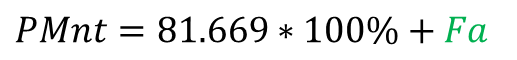 PMnt = 81.669 * 100% + Fa